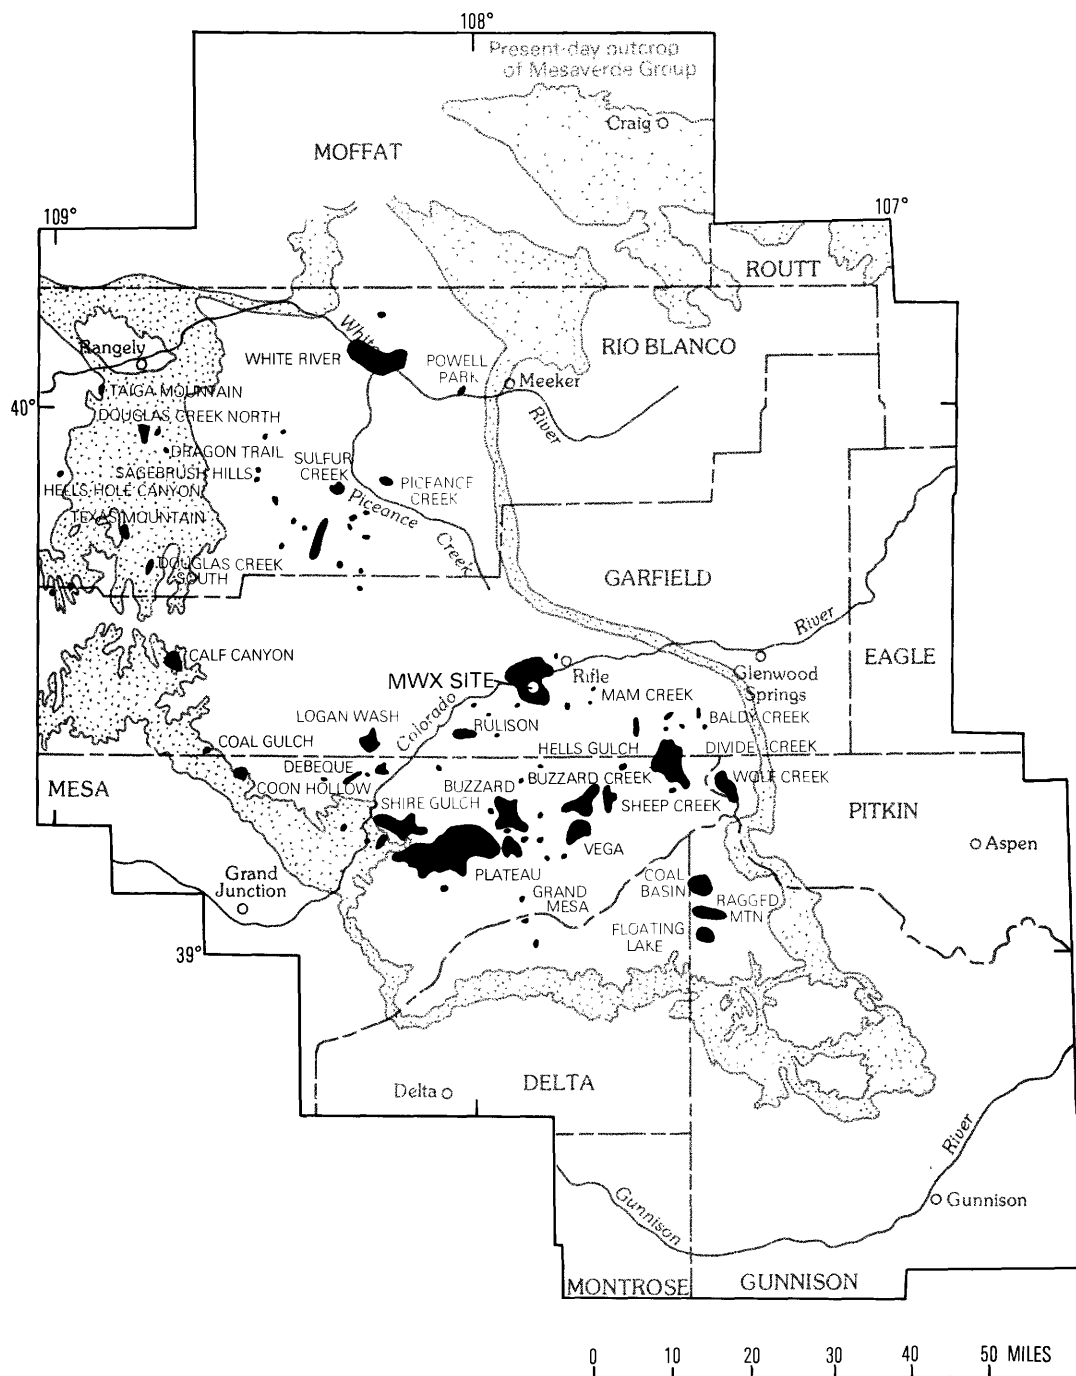 108°
Present-day outcrop
of Mesaverde Group
Craig
MOFFAT
109°
107°
ROUTT
Rangely
White
WHITE RIVER
POWELL
PARK
RIO BLANCO
Meeker
River
TAIGA MOUNTAIN
40°
DOUGLAS CREEK NORTH
DRAGON TRAIL
SULFUR
CREEK
SAGEBRUSH HILLS
HELLS HOLE CANYON
PICEANCE
CREEK
Piceance
Creek
TEXAS MOUNTAIN
DOUGLAS CREEK
SOUTH
GARFIELD
River
EAGLE
CALF CANYON
Rifle
MWX SITE
Glenwood
Springs
MAM CREEK
Colorado
LOGAN WASH
RULISON
BALDY CREEK
COAL GULCH
HELLS GULCH
DIVIDE CREEK
DEBEQUE
MESA
COON HOLLOW
BUZZARD
BUZZARD CREEK
WOLF CREEK
SHIRE GULCH
SHEEP CREEK
PITKIN
VEGA
Aspen
PLATEAU
Grand
Junction
GRAND
MESA
COAL
BASIN
RAGGED
MTN
FLOATING
LAKE
39°
Delta
DELTA
River
Gunnison
Gunnison
MONTROSE
GUNNISON
0 10 20 30 40 50 MILES